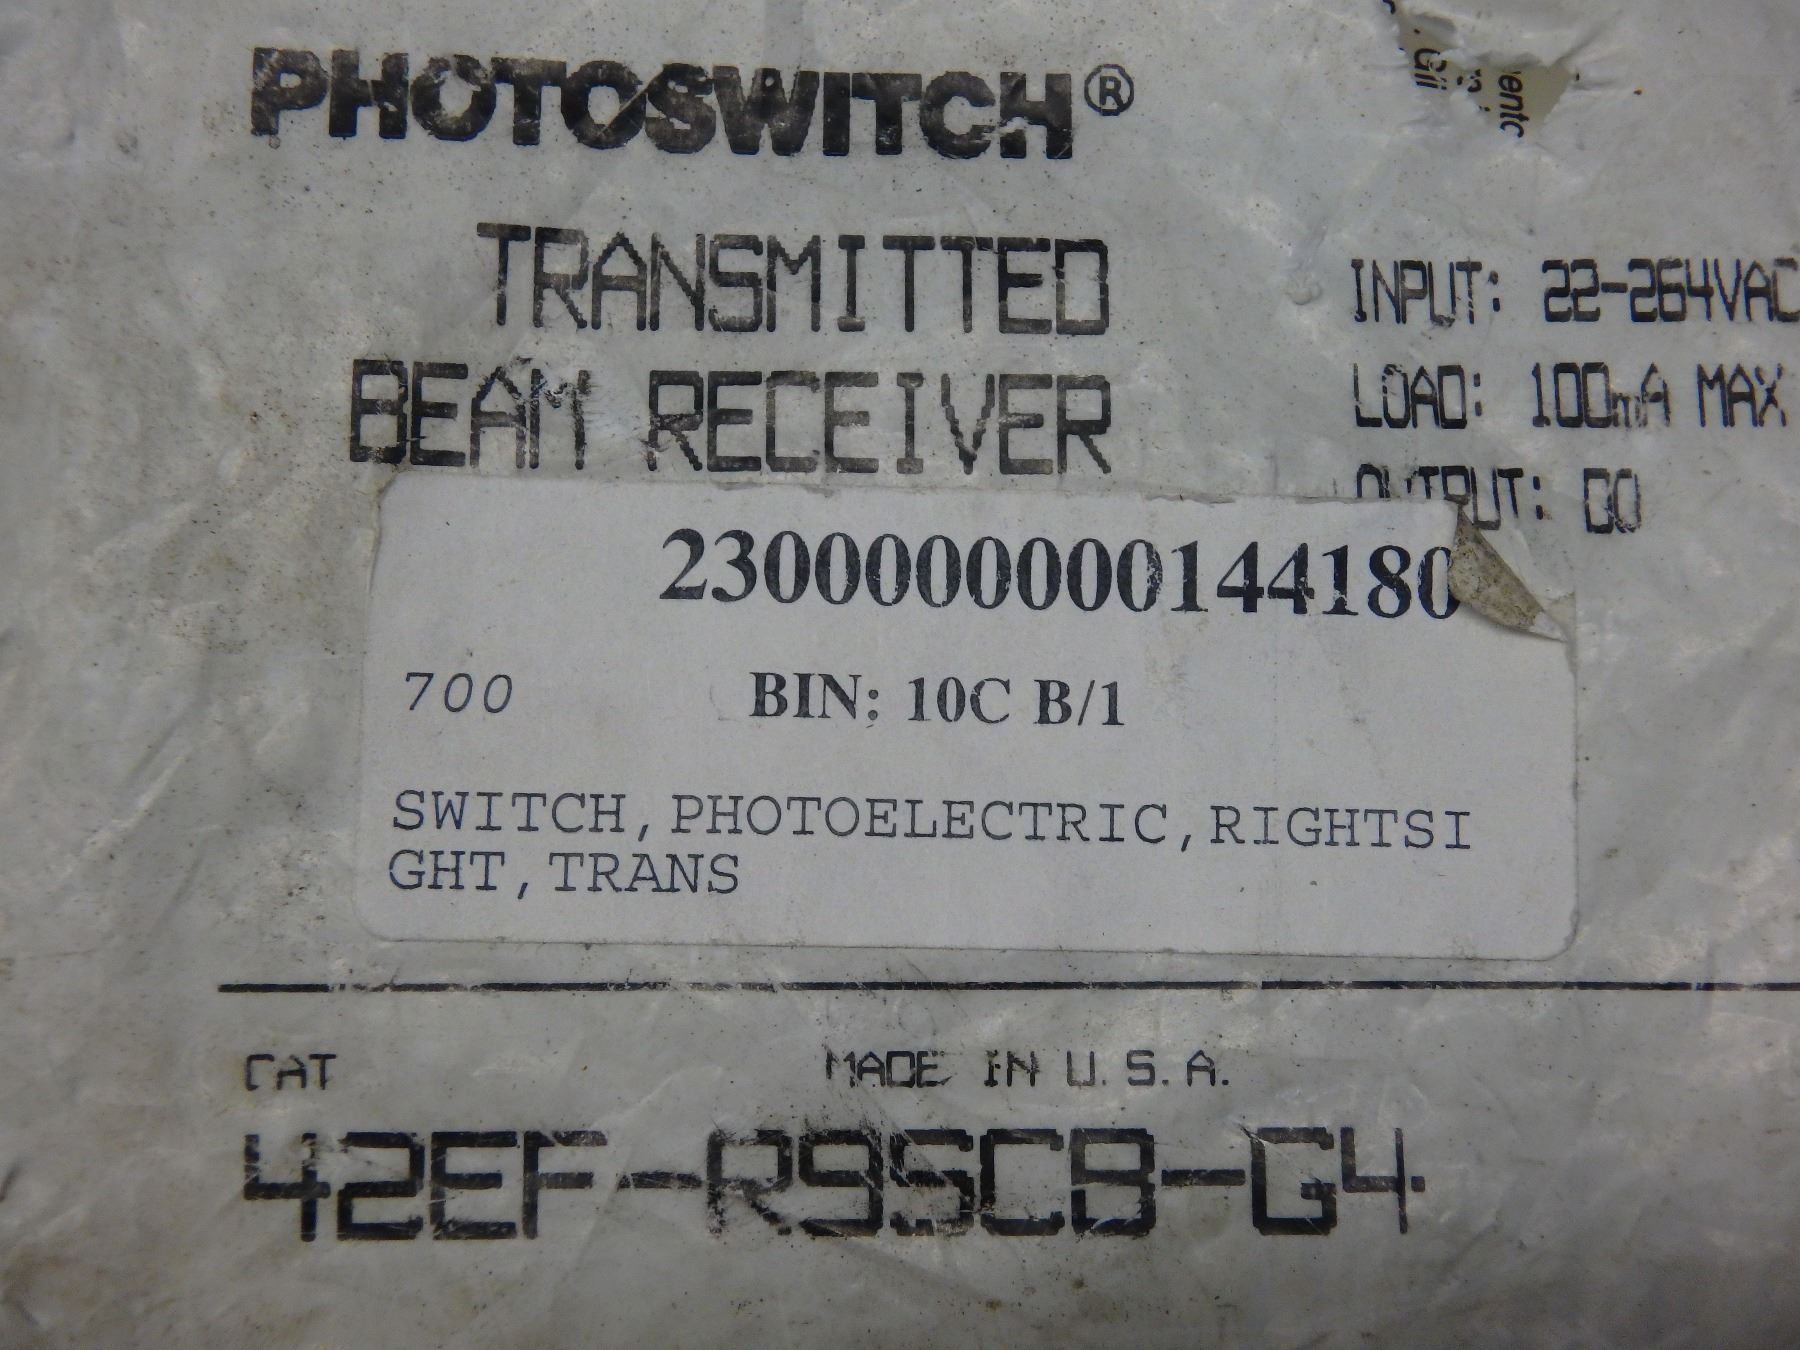 PHOTOSWITCH®
TRANSMITTED
BEAM RECEIVER
INPUT: 22-264VAC
LOAD: 100mA MAX
OUTPUT: DO
2300000000144180
700 BIN: 10C B/1
SWITCH,PHOTOELECTRIC,RIGHTSI
GHT,TRANS
CAT MADE IN U.S.A.
42EF-R9SCB-G4